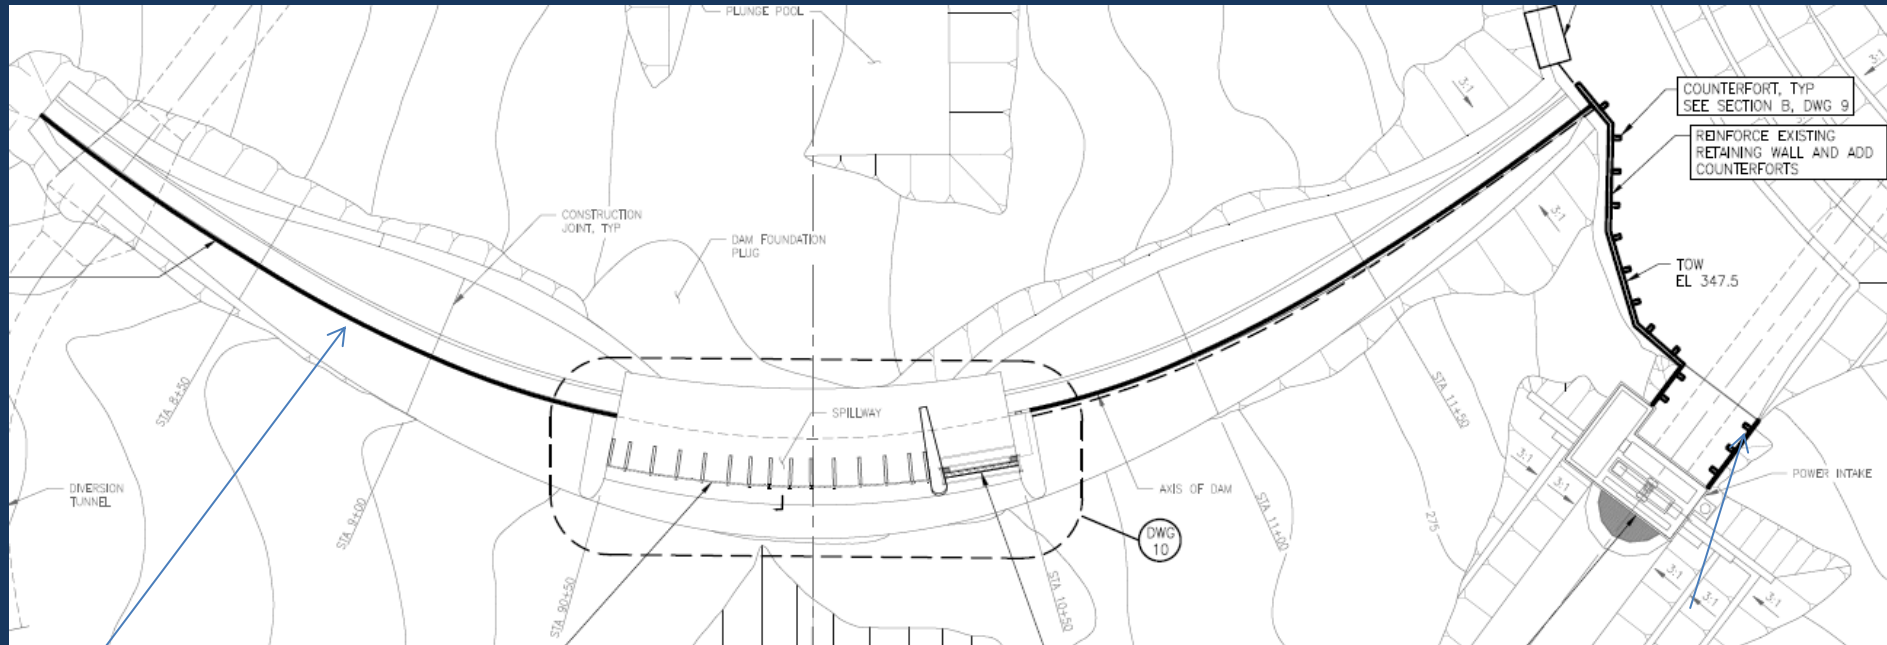 PLUNGE POOL
3:1
3:1
COUNTERFORT, TYP
SEE SECTION B, DWG 9
REINFORCE EXISTING
RETAINING WALL AND ADD
COUNTERFORTS
3:1
3:1
CONSTRUCTION
JOINT, TYP
DAM FOUNDATION
PLUG
TOW
EL 347.5
STA 8+50
SPILLWAY
STA 11+50
DIVERSION
TUNNEL
STA 9+00
AXIS OF DAM
STA 11+00
275
3:1
3:1
POWER INTAKE
DWG
10
STA 90+50
STA 10+50
3:1
3:1
3:1